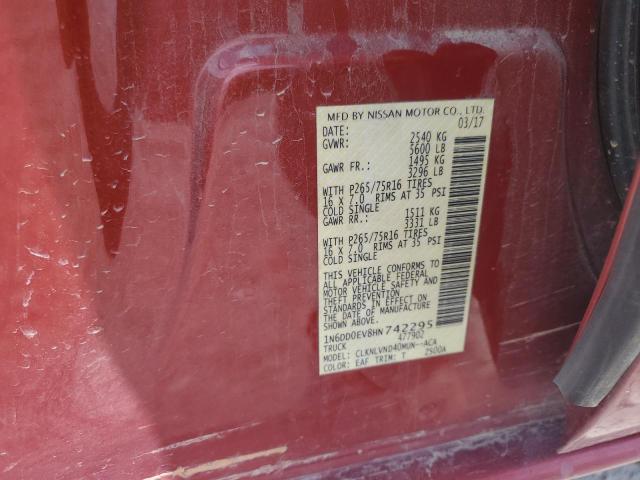 MFD BY NISSAN MOTOR CO., LTD.
DATE: 03/17
GVWR: 2540 KG
5600 LB
GAWR FR.: 1495 KG
3296 LB
WITH P265/75R16 TIRES
16 X 7.0 RIMS AT 35 PSI
COLD SINGLE
GAWR RR.: 1511 KG
3331 LB
WITH P265/75R16 TIRES
16 X 7.0 RIMS AT 35 PSI
COLD SINGLE
THIS VEHICLE CONFORMS TO
ALL APPLICABLE FEDERAL
MOTOR VEHICLE SAFETY AND
THEFT PREVENTION
STANDARDS IN EFFECT ON
THE DATE OF MANUFACTURE
SHOWN ABOVE.
1N6DD0EV8HN742295
TRUCK 477902
MODEL: CLKNLVND40MUN--ACA
COLOR: EAF TRIM: T 2500A